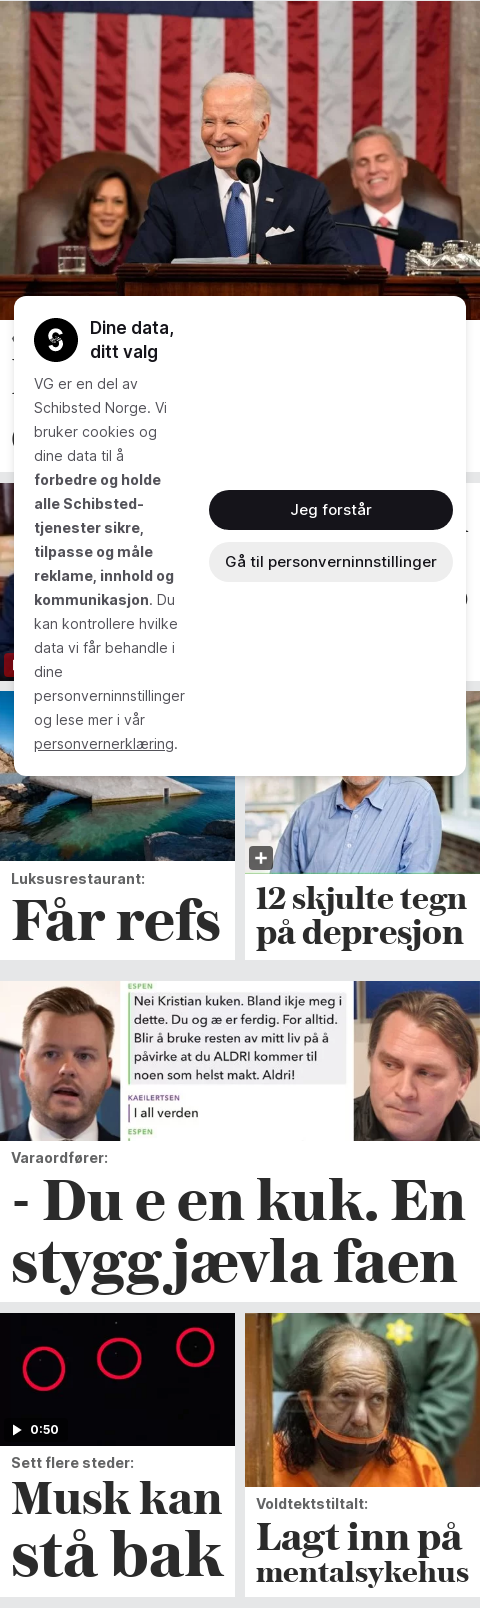 Dine data,
ditt valg
VG er en del av
Schibsted Norge. Vi
bruker cookies og
dine data til å
forbedre og holde
alle Schibsted-
tjenester sikre,
tilpasse og måle
reklame, innhold og
kommunikasjon. Du
kan kontrollere hvilke
data vi får behandle i
dine
personverninnstillinger
og lese mer i vår
personvernerklæring.
Jeg forstår
Gå til personverninnstillinger
Luksusrestaurant:
Får refs
12 skjulte tegn
på depresjon
ESPEN
Nei Kristian kuken. Bland ikje meg i
dette. Du og æ er ferdig. For alltid.
Blir å bruke resten av mitt liv på å
påvirke at du ALDRI kommer til
noen som helst makt. Aldri!
KAEILERTSEN
I all verden
ESPEN
Varaordfører:
- Du e en kuk. En
stygg jævla faen
0:50
Sett flere steder:
Musk kan
stå bak
Voldtektstiltalt:
Lagt inn på
mentalsykehus